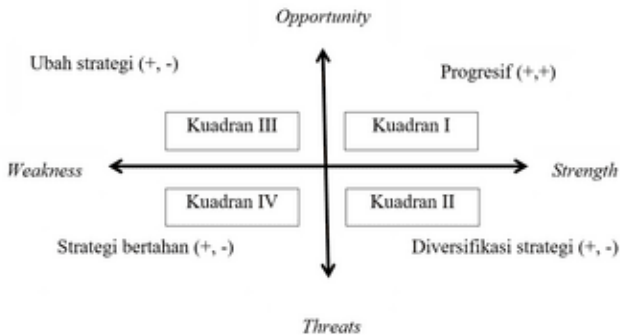 Opportunity
Ubah strategi (+, -)
Progresif (+,+)
Kuadran III
Kuadran I
Weakness
Strength
Kuadran IV
Kuadran II
Strategi bertahan (+, -)
Diversifikasi strategi (+, -)
Threats